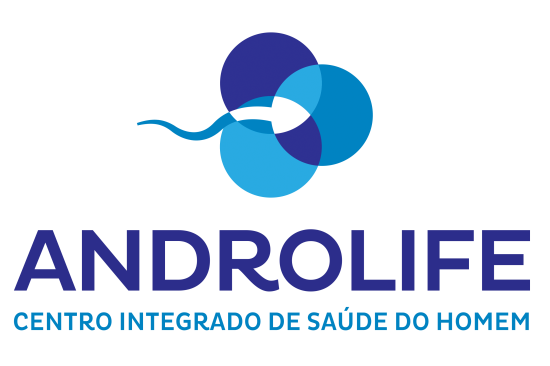 ANDROLIFE
CENTRO INTEGRADO DE SAÚDE DO HOMEM